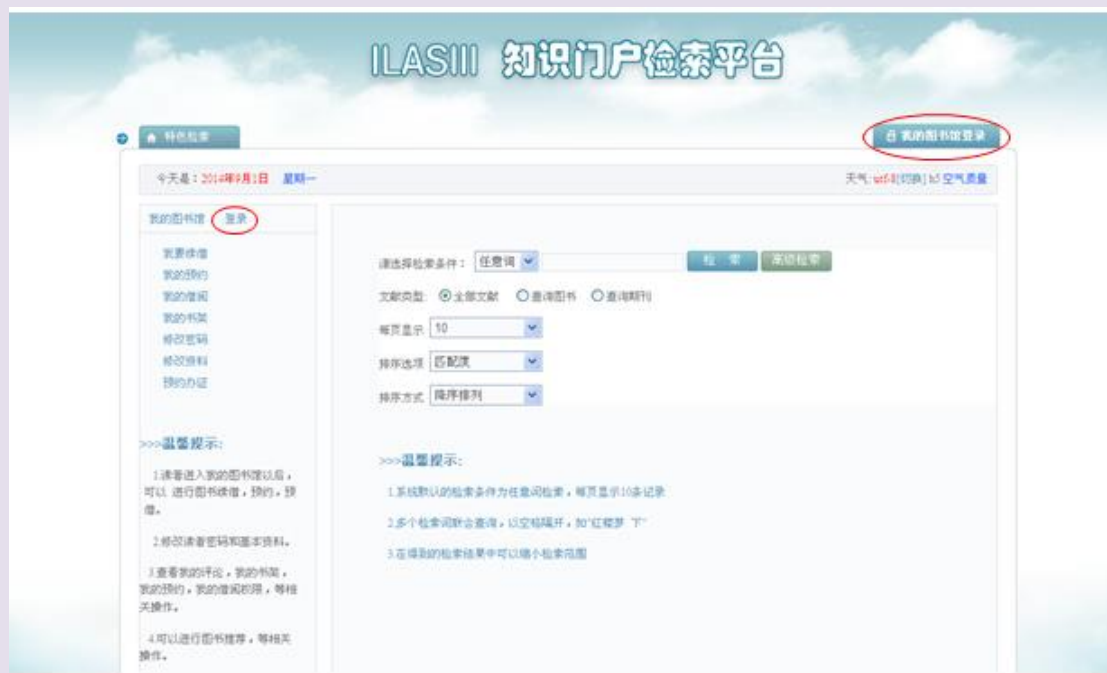 ILASIII 知识门户检索平台
特色检索
我的图书馆登录
今天是：2014年9月1日 星期一
天气: utf-8[切换] h5 空气质量
我的图书馆 登录
我要续借
我的预约
我的借阅
我的书架
修改密码
修改资料
预约办证
请选择检索条件： 任意词 检 索 高级检索
文献类型: 全部文献 查询图书 查询期刊
每页显示 10
排序选项 匹配度
排序方式 降序排列
>>>温馨提示:
1.读者进入我的图书馆以后，
可以 进行图书续借，预约，预
借。
2.修改读者密码和基本资料。
3.查看我的评论，我的书架，
我的预约，我的借阅权限，等相
关操作。
4.可以进行图书推荐，等相关
操作。
>>>温馨提示:
1.系统默认的检索条件为任意词检索，每页显示10条记录
2.多个检索词联合查询，以空格隔开，如"红楼梦 下"
3.在得到的检索结果中可以缩小检索范围